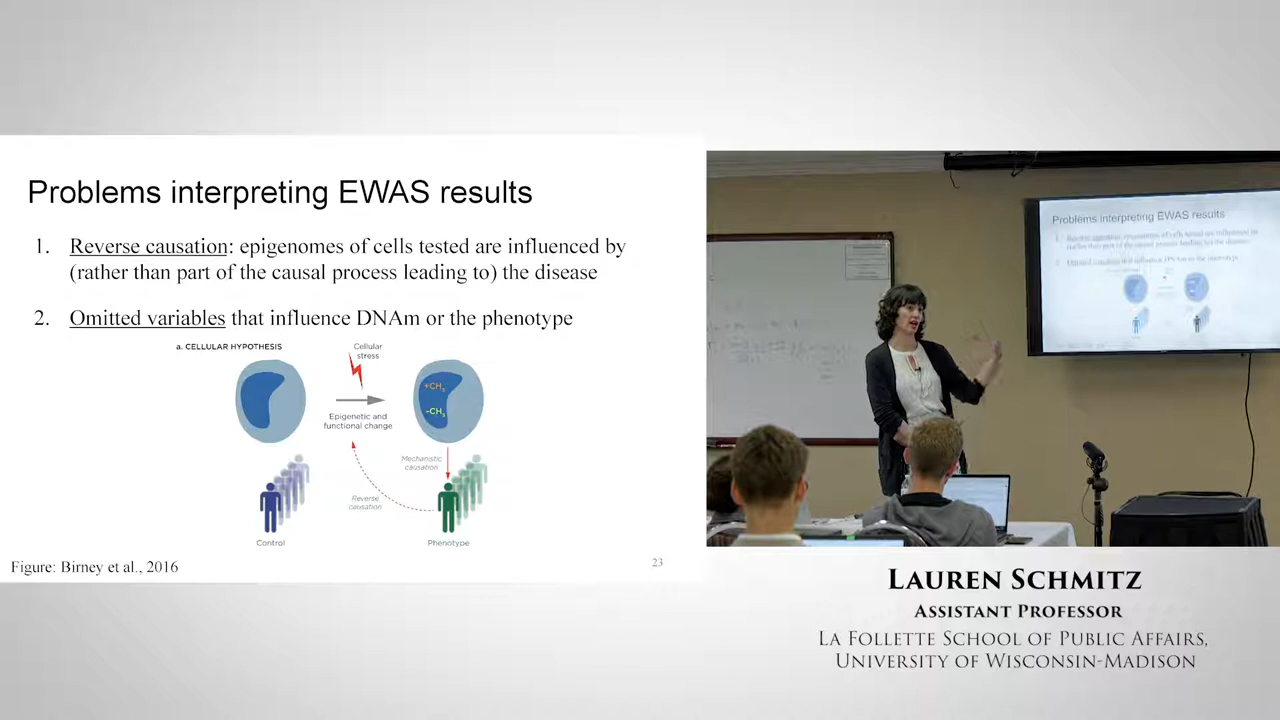 Problems interpreting EWAS results
1. Reverse causation: epigenomes of cells tested are influenced by
(rather than part of the causal process leading to) the disease
2. Omitted variables that influence DNAm or the phenotype
a. CELLULAR HYPOTHESIS
Cellular
stress
+CH₃
-CH₃
Epigenetic and
functional change
Mechanistic
causation
Reverse
causation
Control
Phenotype
Figure: Birney et al., 2016
23
Problems interpreting EWAS results
LAUREN SCHMITZ
ASSISTANT PROFESSOR
LA FOLLETTE SCHOOL OF PUBLIC AFFAIRS,
UNIVERSITY OF WISCONSIN-MADISON